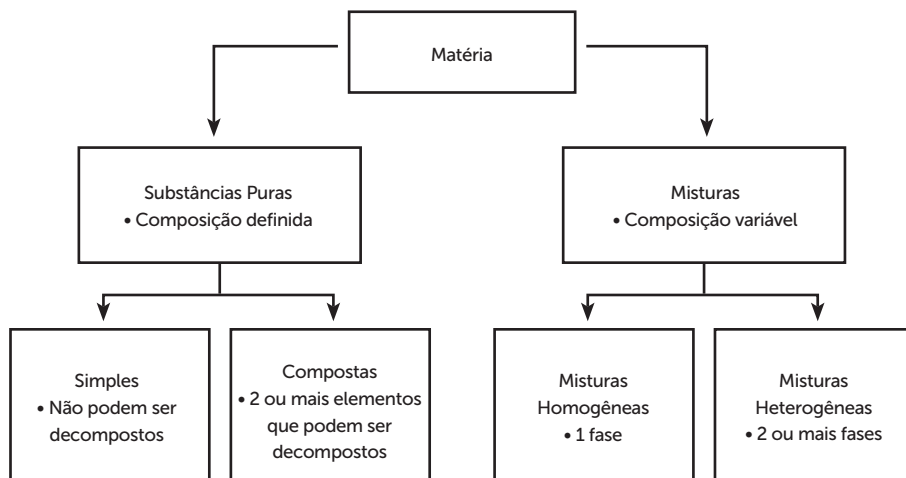 Matéria
Substâncias Puras
• Composição definida
Misturas
• Composição variável
Simples
• Não podem ser
decompostos
Compostas
• 2 ou mais elementos
que podem ser
decompostos
Misturas
Homogêneas
• 1 fase
Misturas
Heterogêneas
• 2 ou mais fases